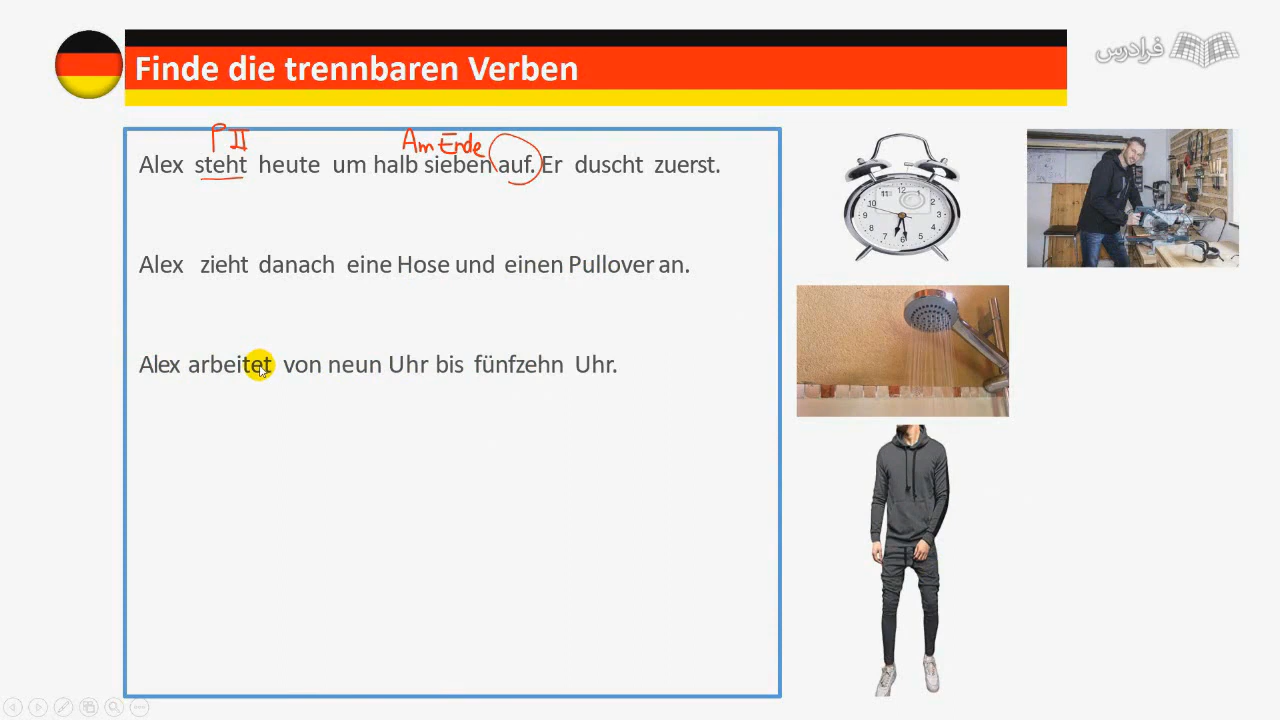 Finde die trennbaren Verben
فرادرس
P II
Am Erde
Alex steht heute um halb sieben auf. Er duscht zuerst.
Alex zieht danach eine Hose und einen Pullover an.
Alex arbeitet von neun Uhr bis fünfzehn Uhr.